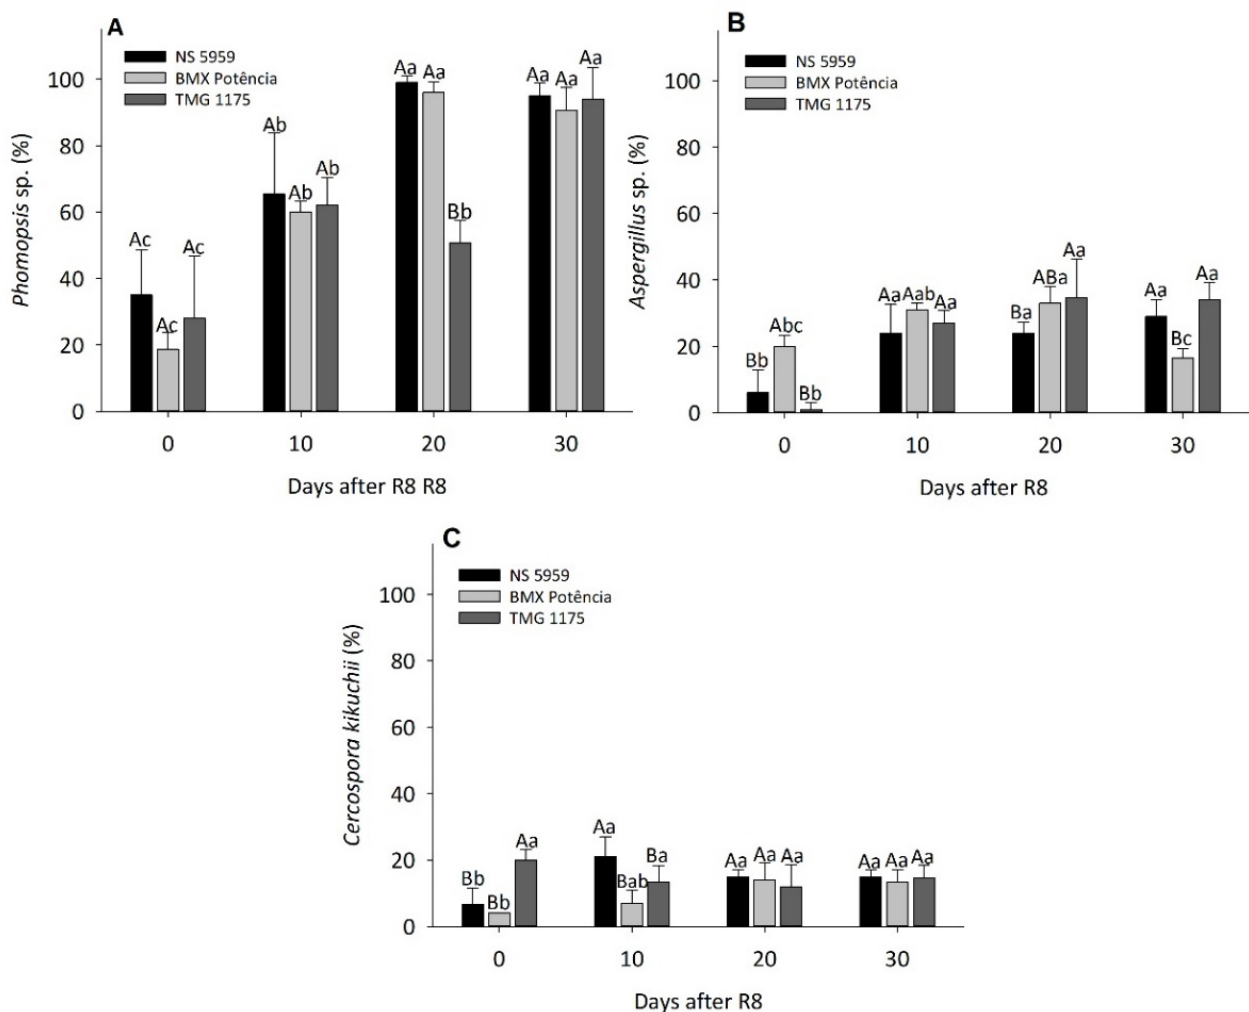 A
NS 5959
BMX Potência
TMG 1175
Phomopsis sp. (%)
100
80
60
40
20
0
Ac
Ac
Ac
Ab
Ab
Ab
Aa
Aa
Bb
Aa
Aa
Aa
0
10
20
30
Days after R8 R8
B
NS 5959
BMX Potência
TMG 1175
Aspergillus sp. (%)
100
80
60
40
20
0
Bb
Abc
Bb
Aa
Aab
Aa
Ba
ABa
Aa
Aa
Bc
Aa
0
10
20
30
Days after R8
C
NS 5959
BMX Potência
TMG 1175
Cercospora kikuchii (%)
100
80
60
40
20
0
Bb
Bb
Aa
Aa
Bab
Ba
Aa
Aa
Aa
Aa
Aa
Aa
0
10
20
30
Days after R8